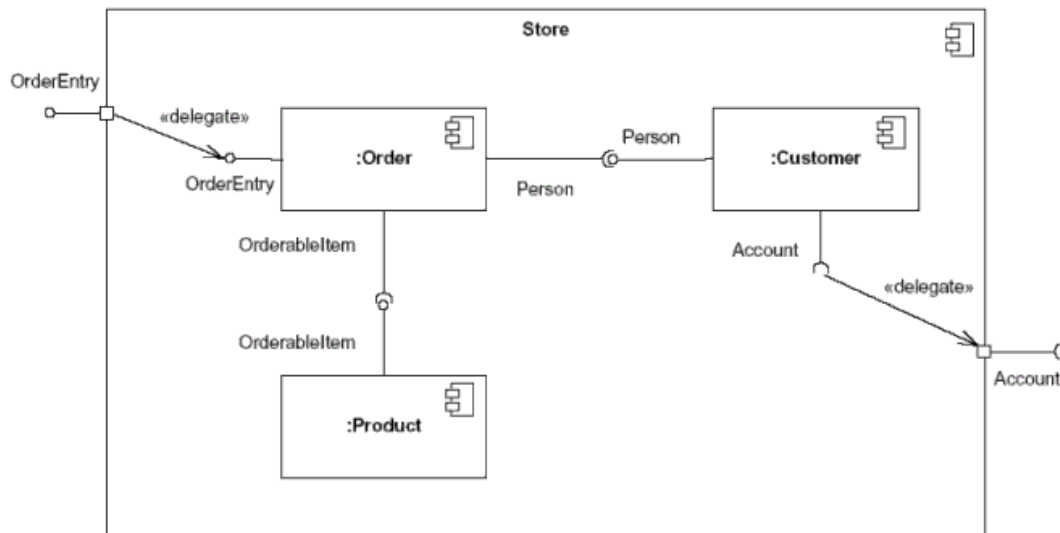 Store
OrderEntry
«delegate»
:Order
OrderEntry
Person
Person
:Customer
OrderableItem
Account
«delegate»
OrderableItem
Account
:Product